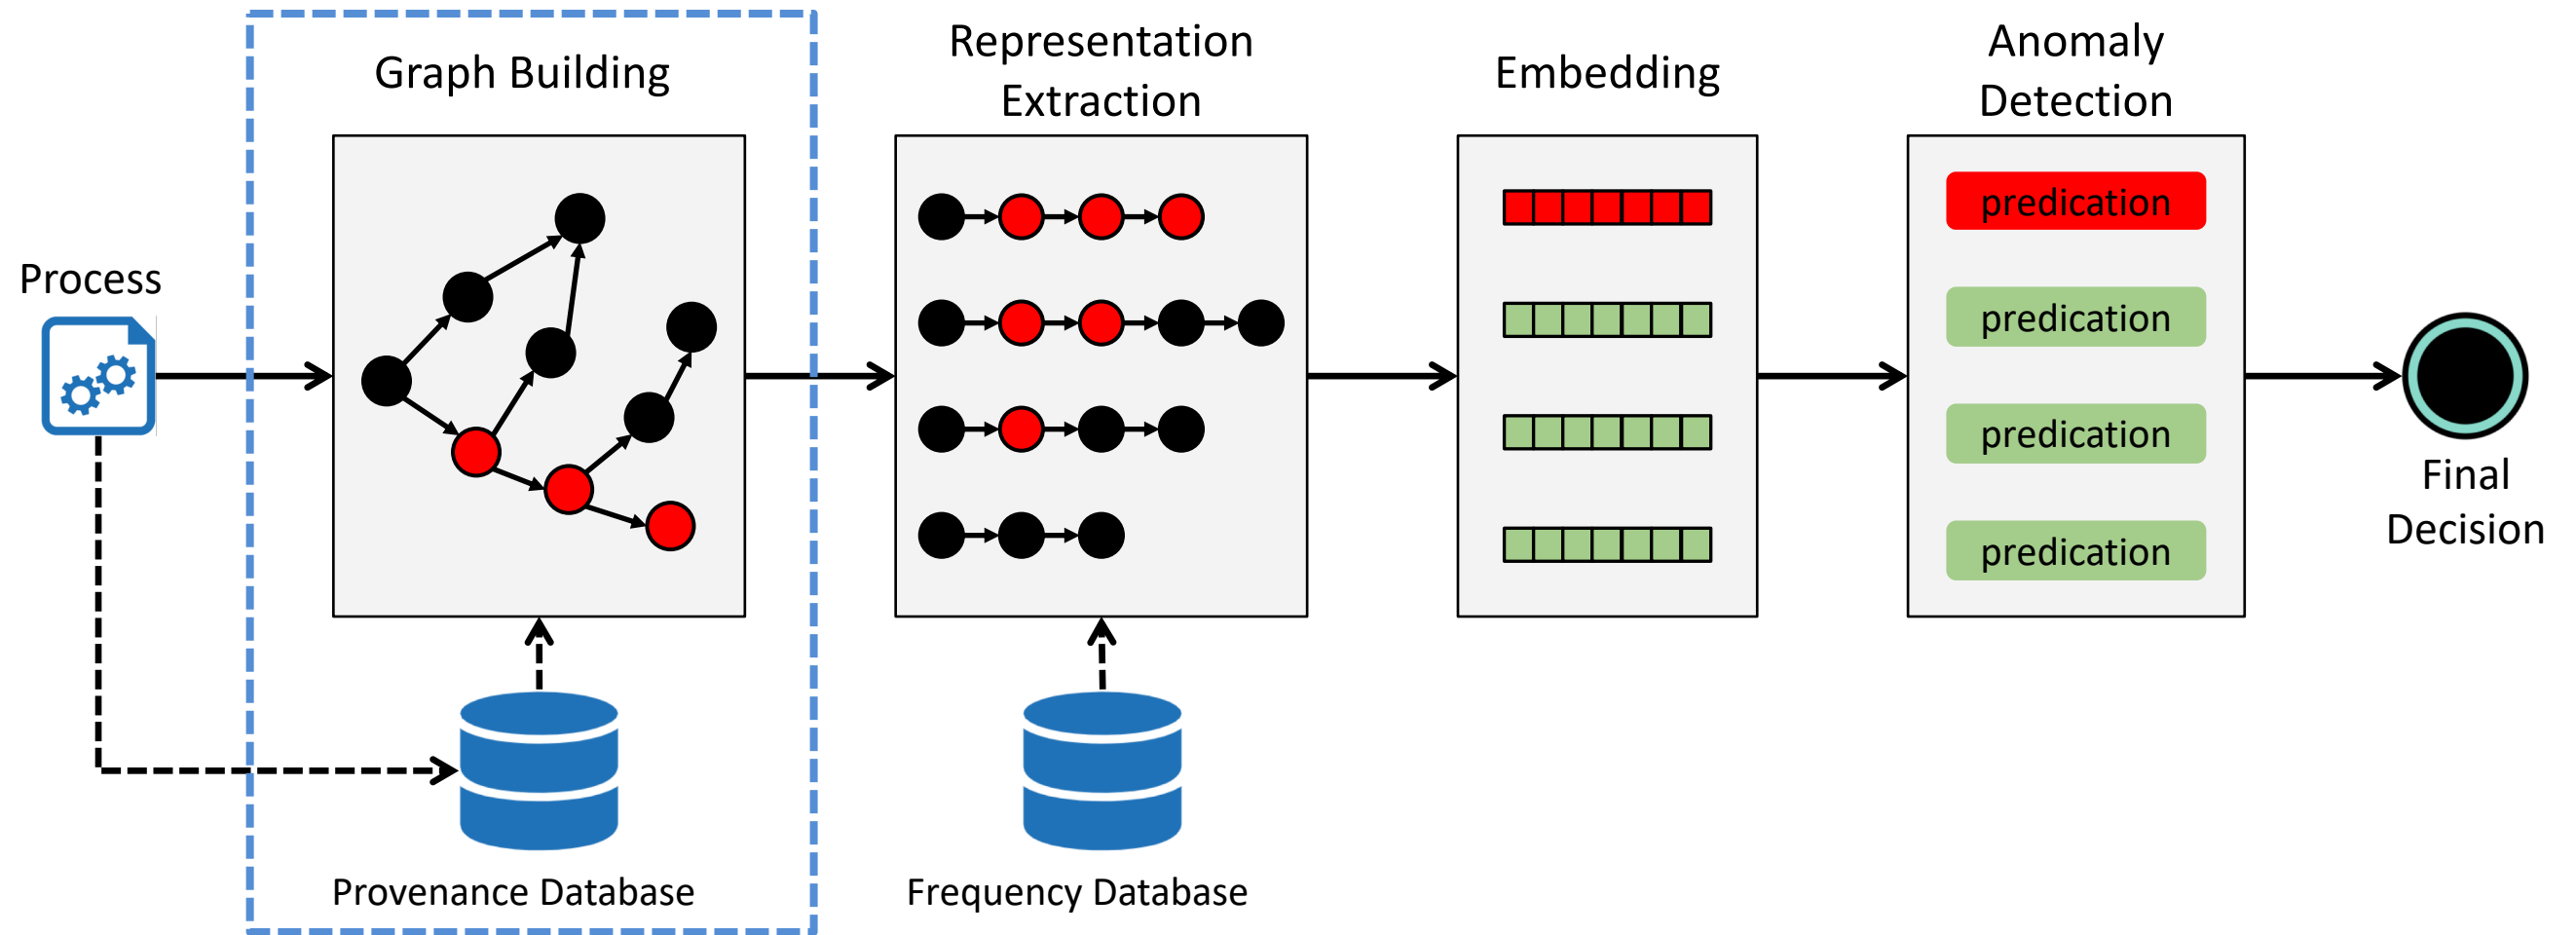 Process
Graph Building
Provenance Database
Representation
Extraction
Frequency Database
Embedding
Anomaly
Detection
predication
predication
predication
predication
Final
Decision